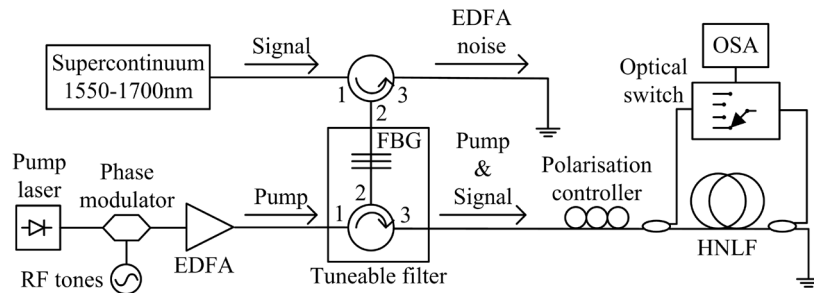 Supercontinuum
1550-1700nm
Signal
1
2
3
EDFA
noise
OSA
Optical
switch
Pump
laser
Phase
modulator
RF tones
EDFA
Pump
FBG
2
1
3
Tuneable filter
Pump
&
Signal
Polarisation
controller
HNLF